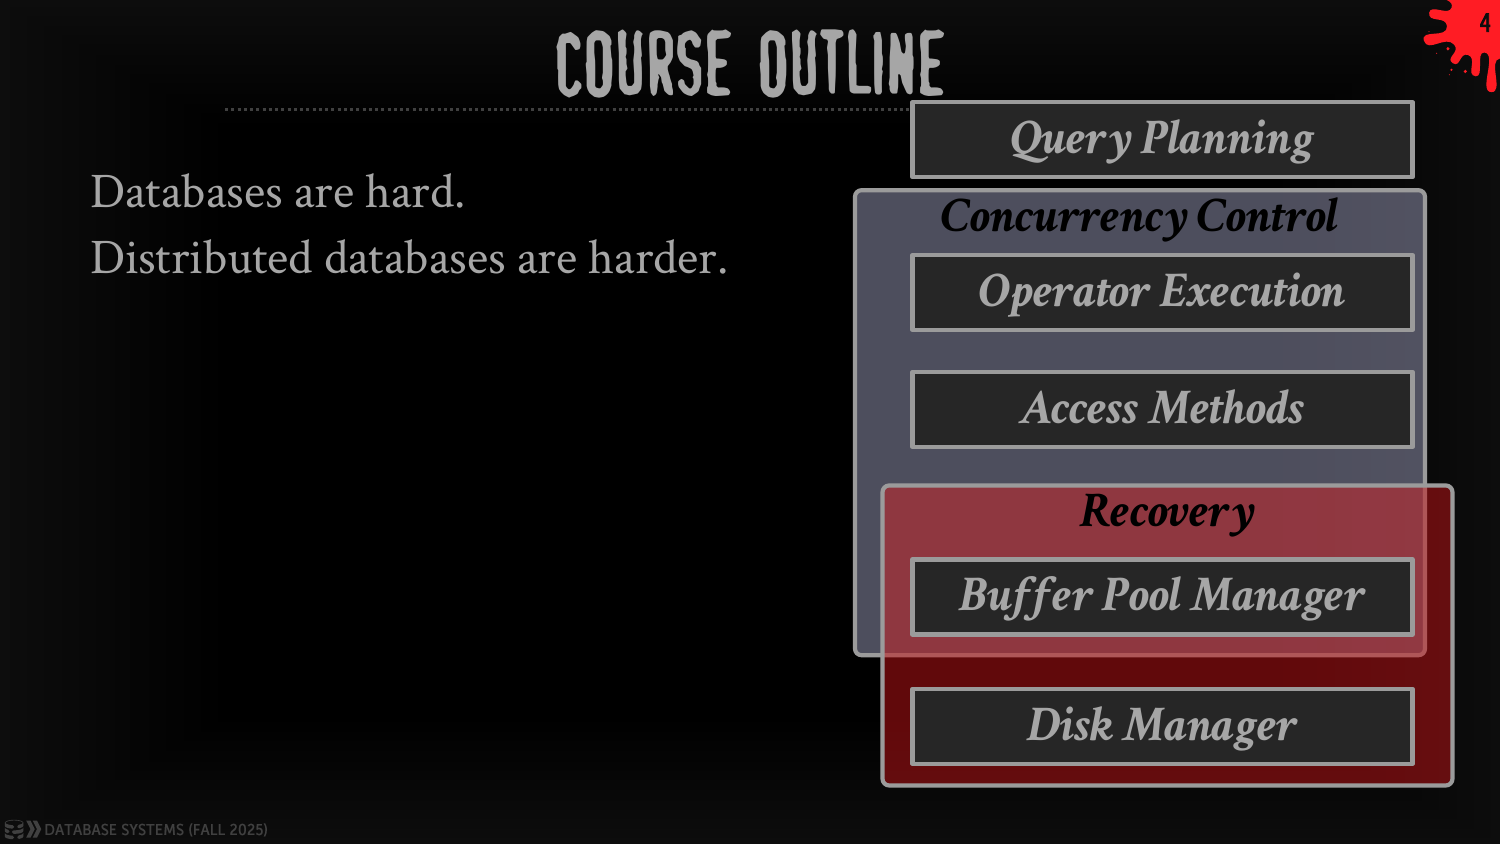 4
COURSE OUTLINE
Databases are hard.
Distributed databases are harder.
Query Planning
Concurrency Control
Operator Execution
Access Methods
Recovery
Buffer Pool Manager
Disk Manager
DATABASE SYSTEMS (FALL 2025)